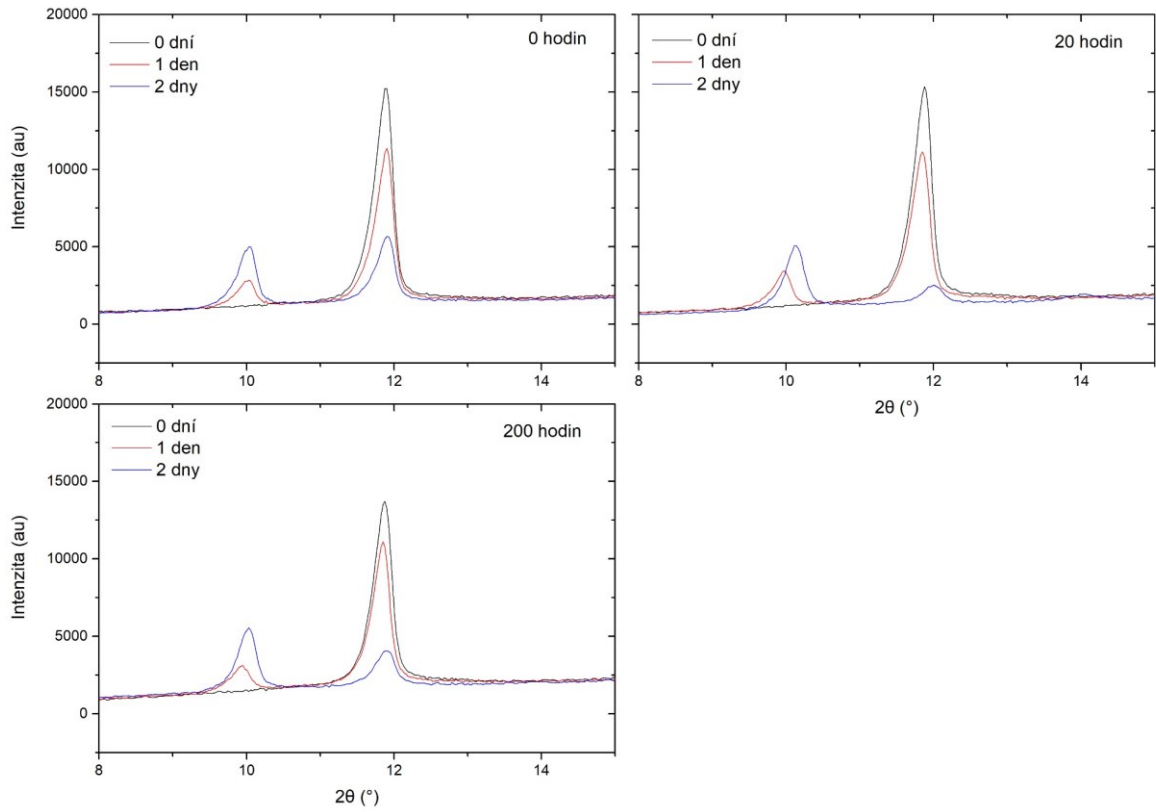 20000
15000
10000
5000
0
Intenzita (au)
0 dní
1 den
2 dny
0 hodin
8
10
12
14
0 dní
1 den
2 dny
20 hodin
8
10
12
14
2θ (°)
20000
15000
10000
5000
0
Intenzita (au)
0 dní
1 den
2 dny
200 hodin
8
10
12
14
2θ (°)